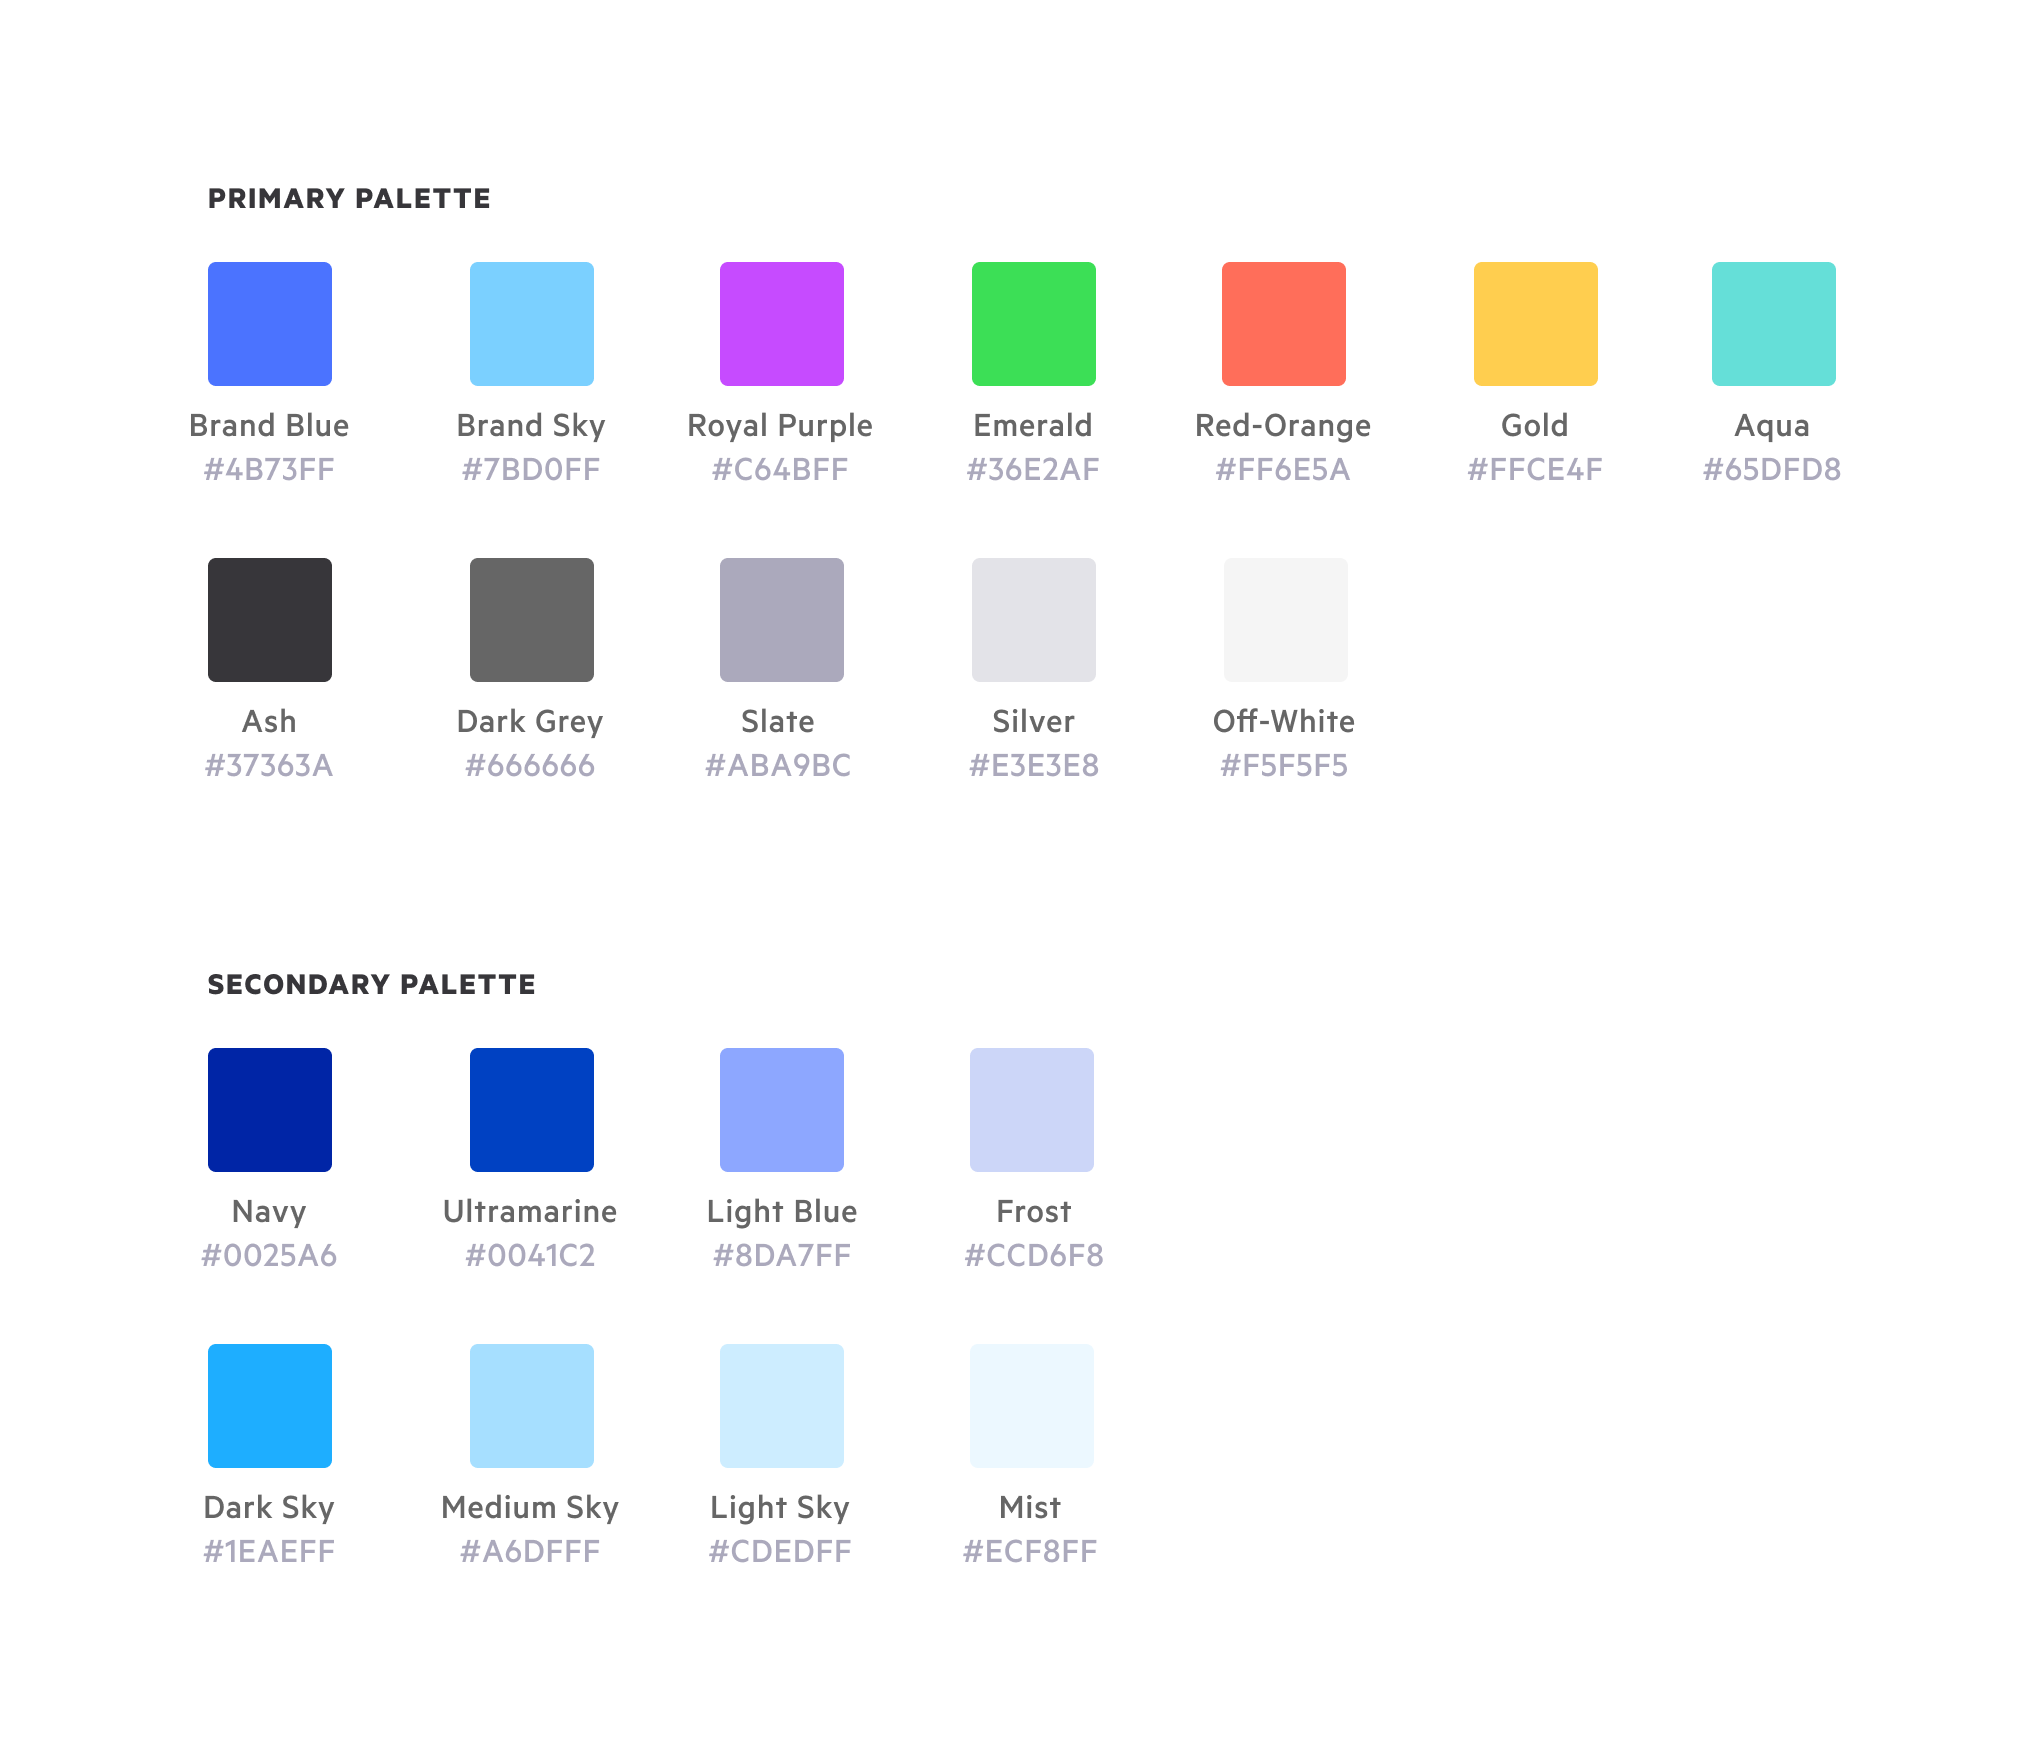 PRIMARY PALETTE
Brand Blue
#4B73FF
Brand Sky
#7BD0FF
Royal Purple
#C64BFF
Emerald
#36E2AF
Red-Orange
#FF6E5A
Gold
#FFCE4F
Aqua
#65DFD8
Ash
#37363A
Dark Grey
#666666
Slate
#ABA9BC
Silver
#E3E3E8
Off-White
#F5F5F5
SECONDARY PALETTE
Navy
#0025A6
Ultramarine
#0041C2
Light Blue
#8DA7FF
Frost
#CCD6F8
Dark Sky
#1EAEFF
Medium Sky
#A6DFFF
Light Sky
#CDEDFF
Mist
#ECF8FF